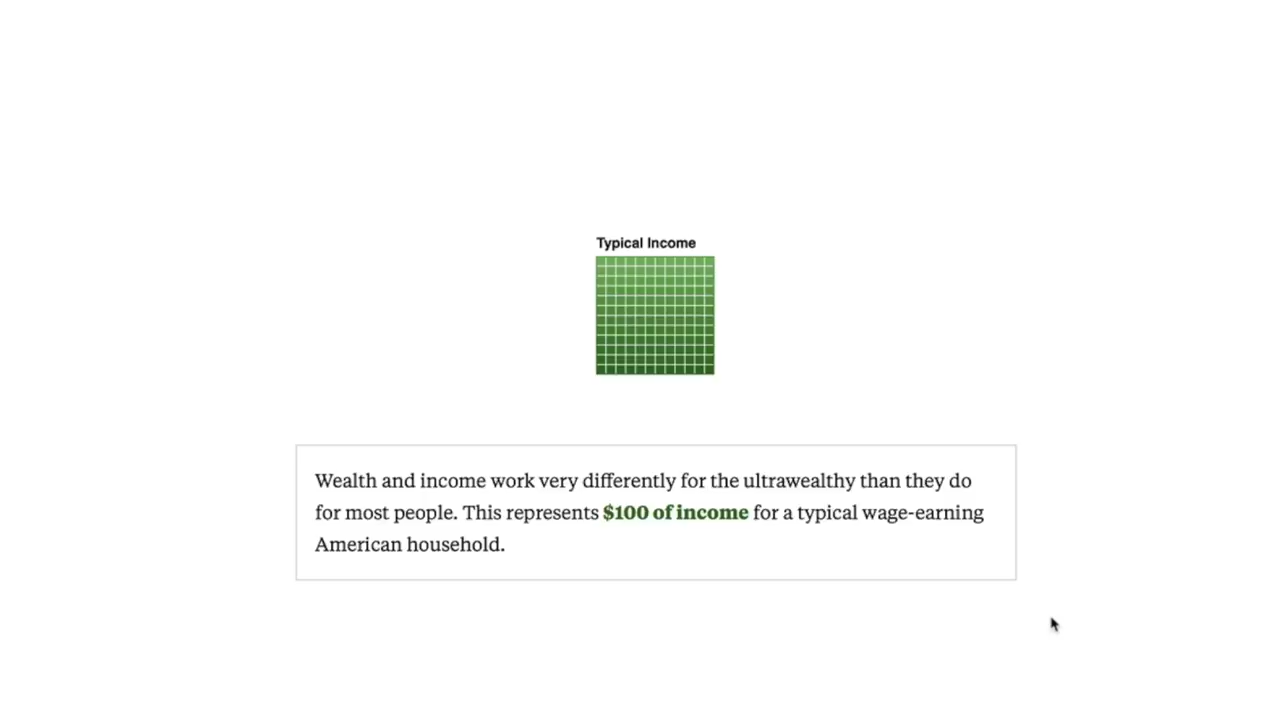 Typical Income
Wealth and income work very differently for the ultrawealthy than they do
for most people. This represents $100 of income for a typical wage-earning
American household.